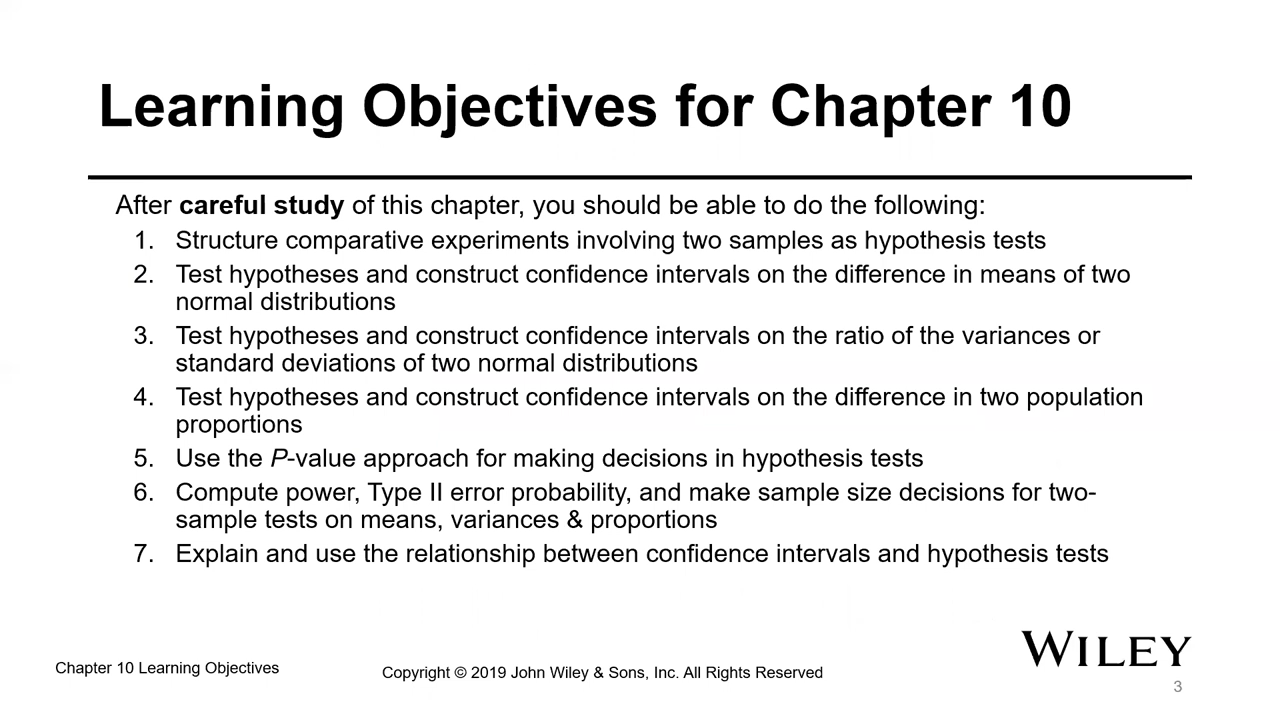 Learning Objectives for Chapter 10
After careful study of this chapter, you should be able to do the following:
1. Structure comparative experiments involving two samples as hypothesis tests
2. Test hypotheses and construct confidence intervals on the difference in means of two
normal distributions
3. Test hypotheses and construct confidence intervals on the ratio of the variances or
standard deviations of two normal distributions
4. Test hypotheses and construct confidence intervals on the difference in two population
proportions
5. Use the P-value approach for making decisions in hypothesis tests
6. Compute power, Type II error probability, and make sample size decisions for two-
sample tests on means, variances & proportions
7. Explain and use the relationship between confidence intervals and hypothesis tests
Chapter 10 Learning Objectives
Copyright © 2019 John Wiley & Sons, Inc. All Rights Reserved
WILEY
3